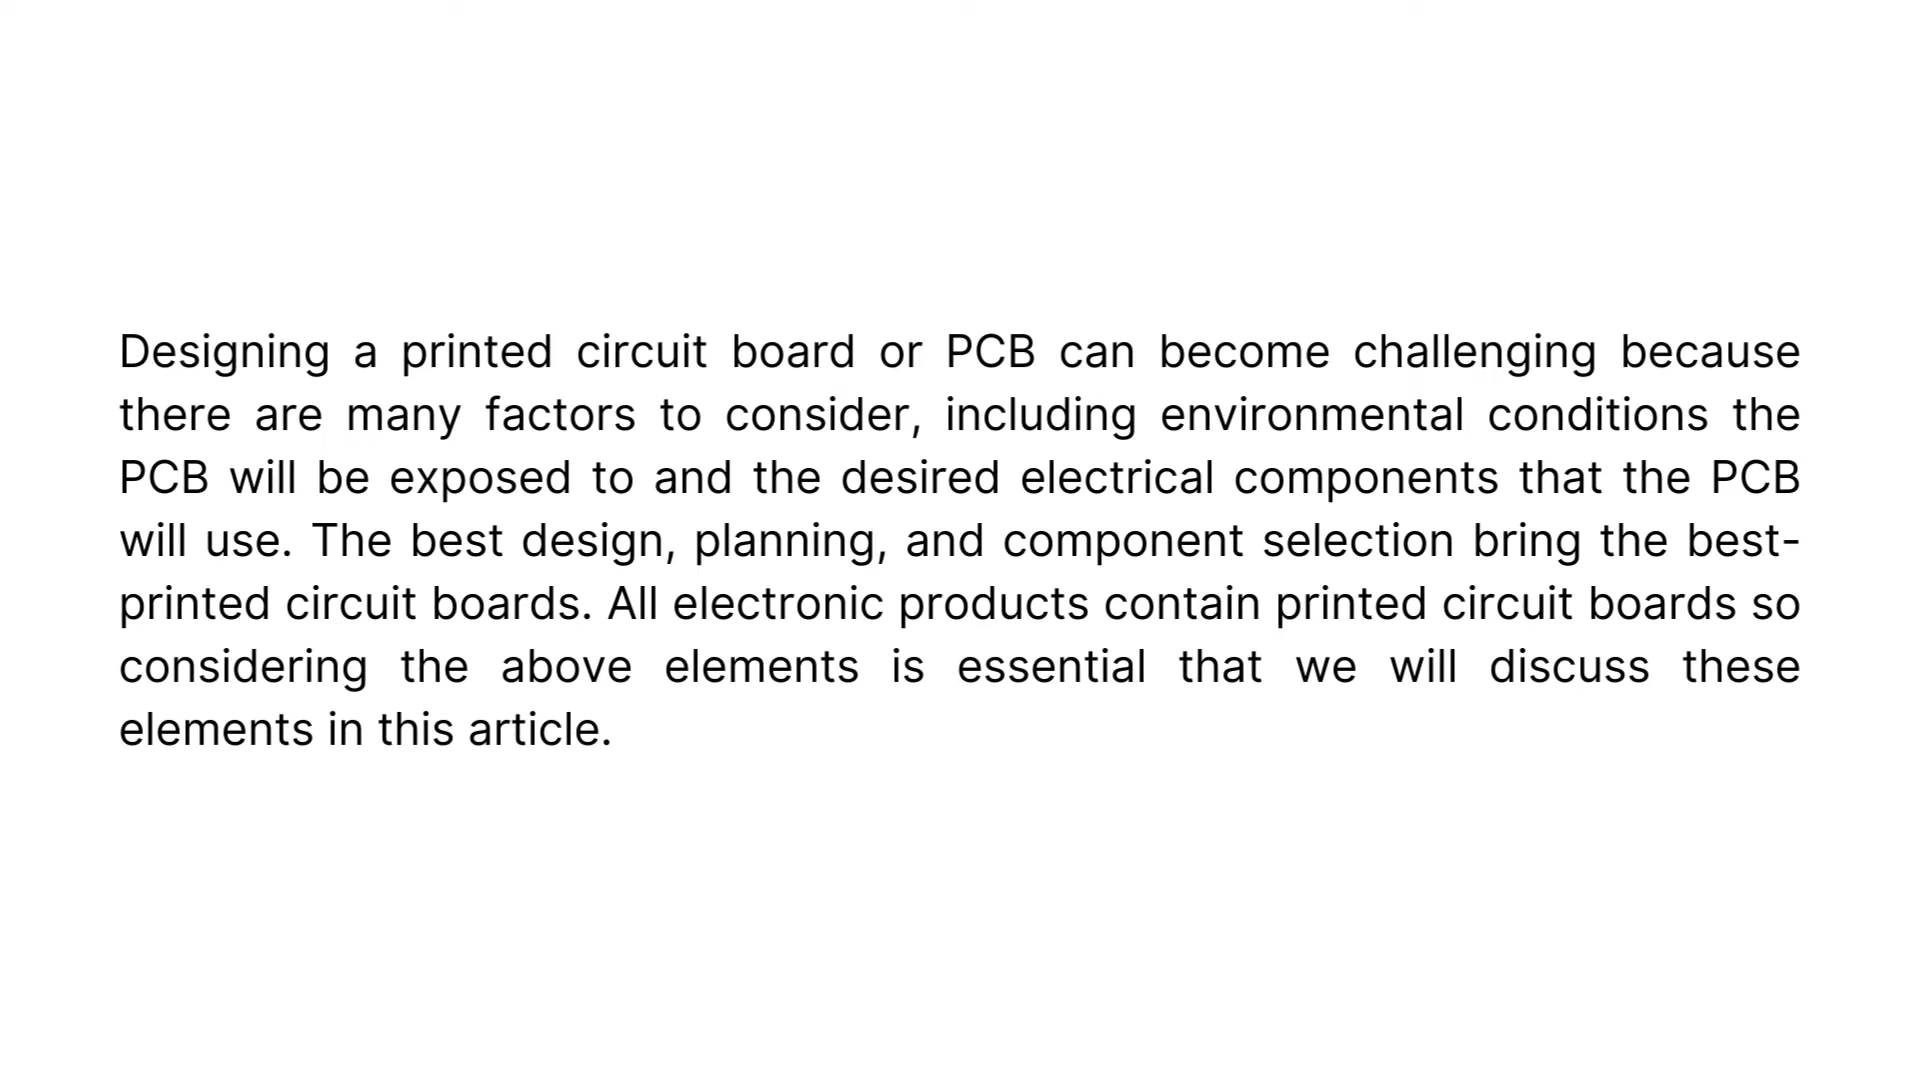 Designing a printed circuit board or PCB can become challenging because
there are many factors to consider, including environmental conditions the
PCB will be exposed to and the desired electrical components that the PCB
will use. The best design, planning, and component selection bring the best-
printed circuit boards. All electronic products contain printed circuit boards so
considering the above elements is essential that we will discuss these
elements in this article.